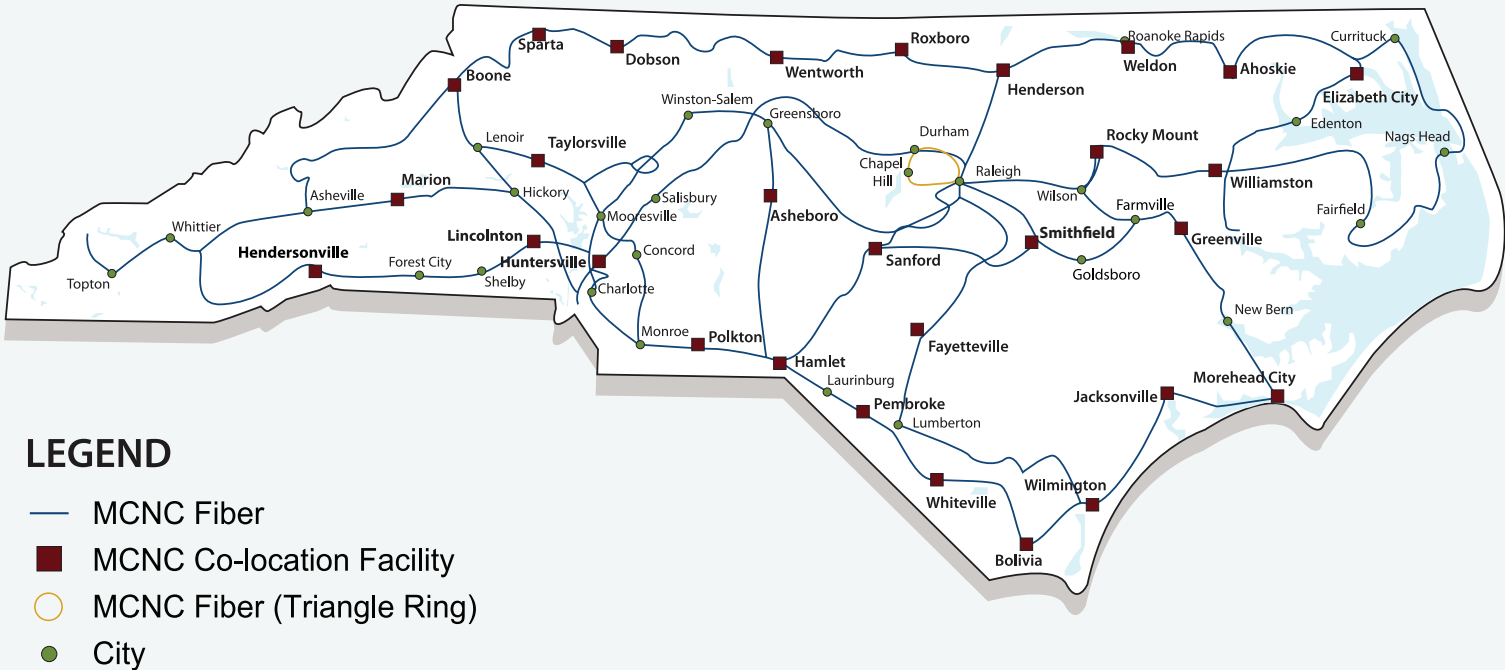 Sparta
Dobson
Roxboro
Roanoke Rapids
Currituck
Boone
Wentworth
Henderson
Weldon
Ahoskie
Elizabeth City
Winston-Salem
Greensboro
Durham
Edenton
Lenoir
Taylorsville
Rocky Mount
Nags Head
Chapel
Hill
Raleigh
Marion
Hickory
Asheville
Salisbury
Wilson
Williamston
Whittier
Mooresville
Asheboro
Farmville
Fairfield
Lincolnton
Smithfield
Greenville
Hendersonville
Concord
Forest City
Huntersville
Sanford
Goldsboro
Topton
Shelby
Charlotte
New Bern
Monroe
Polkton
Fayetteville
Hamlet
Laurinburg
Morehead City
Jacksonville
Pembroke
Lumberton
Whiteville
Wilmington
Bolivia
LEGEND
MCNC Fiber
MCNC Co-location Facility
MCNC Fiber (Triangle Ring)
City